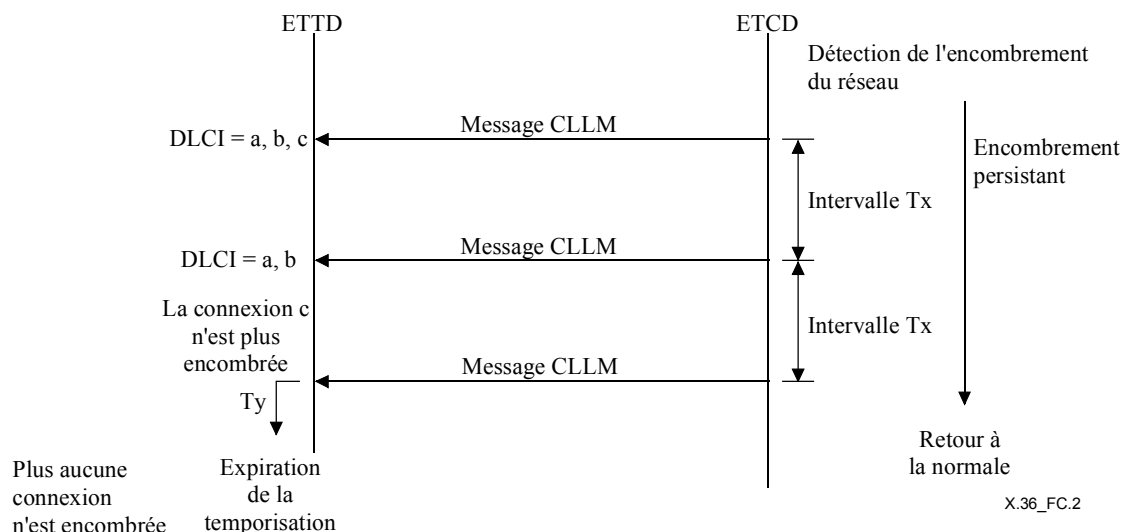 ETTD
ETCD
Détection de l'encombrement
du réseau
DLCI = a, b, c
Message CLLM
Encombrement
persistant
Intervalle Tx
DLCI = a, b
Message CLLM
La connexion c
n'est plus
encombrée
Intervalle Tx
Message CLLM
Ty
Retour à
la normale
Plus aucune
connexion
n'est encombrée
Expiration
de la
temporisation
X.36_FC.2